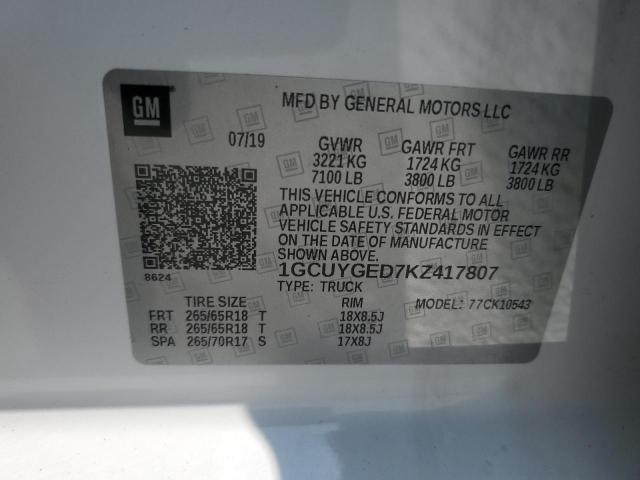 GM
MFD BY GENERAL MOTORS LLC
07/19
GVWR GAWR FRT GAWR RR
3221 KG 1724 KG 1724 KG
7100 LB 3800 LB 3800 LB
THIS VEHICLE CONFORMS TO ALL
APPLICABLE U.S. FEDERAL MOTOR
VEHICLE SAFETY STANDARDS IN EFFECT
ON THE DATE OF MANUFACTURE
SHOWN ABOVE.
8624
1GCUYGED7KZ417807
TYPE: TRUCK MODEL: 77CK10543
TIRE SIZE RIM
FRT 265/65R18 T 18X8.5J
RR 265/65R18 T 18X8.5J
SPA 265/70R17 S 17X8J